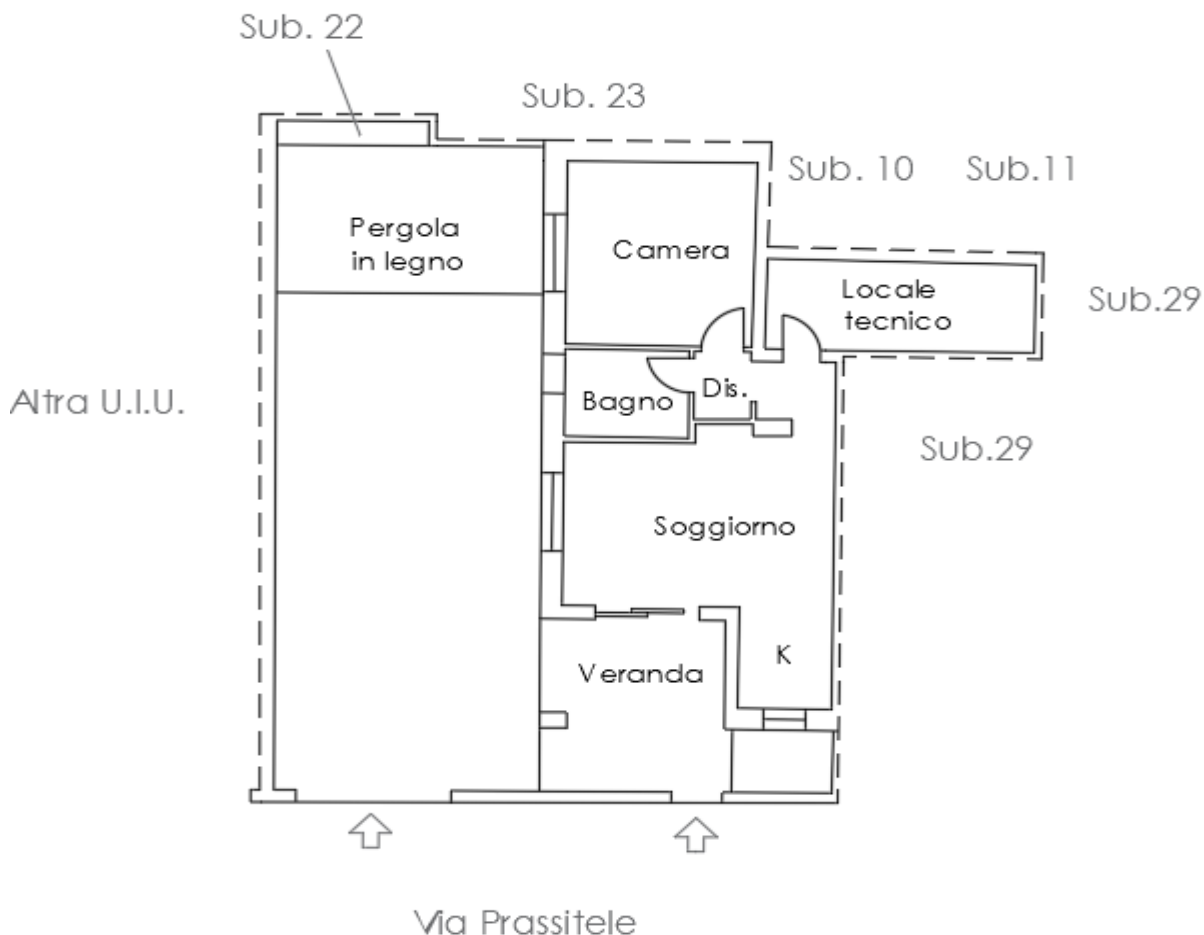 Sub. 22
Sub. 23
Sub. 10
Sub.11
Pergola
in legno
Camera
Locale
tecnico
Sub.29
Altra U.I.U.
Bagno
Dis.
Sub.29
Soggiorno
K
Veranda
Via Prassitele